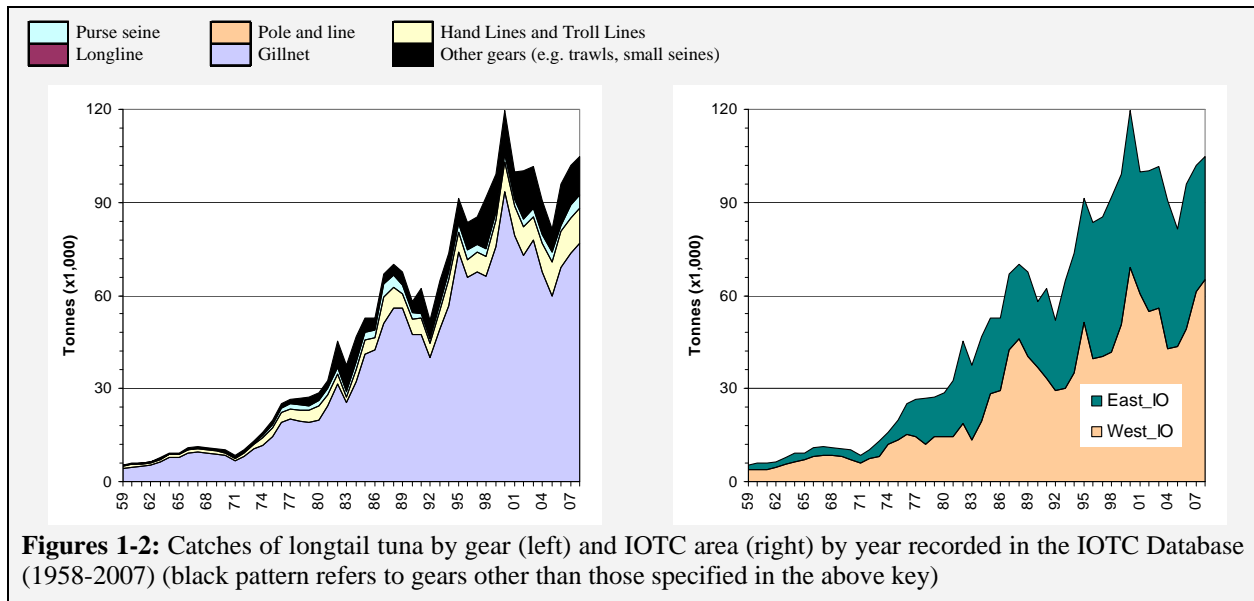 Purse seine Pole and line Hand Lines and Troll Lines
Longline Gillnet Other gears (e.g. trawls, small seines)
Tonnes (x1,000)
120
90
60
30
0
59 62 65 68 71 74 77 80 83 86 89 92 95 98 01 04 07
Tonnes (x1,000)
120
90
60
30
0
59 62 65 68 71 74 77 80 83 86 89 92 95 98 01 04 07
East_IO
West_IO
Figures 1-2: Catches of longtail tuna by gear (left) and IOTC area (right) by year recorded in the IOTC Database
(1958-2007) (black pattern refers to gears other than those specified in the above key)